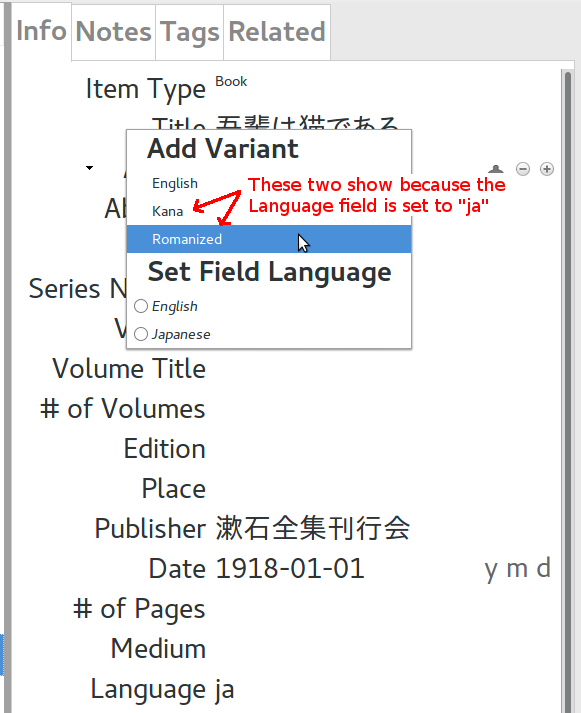 Info Notes Tags Related
Item Type Book
Title 吾輩は猫である
Add Variant
English
These two show because the
Kana
Language field is set to "ja"
Ab
Romanized
Set Field Language
Series N
English
V
Japanese
Volume Title
# of Volumes
Edition
Place
Publisher 漱石全集刊行会
Date 1918-01-01 y m d
# of Pages
Medium
Language ja